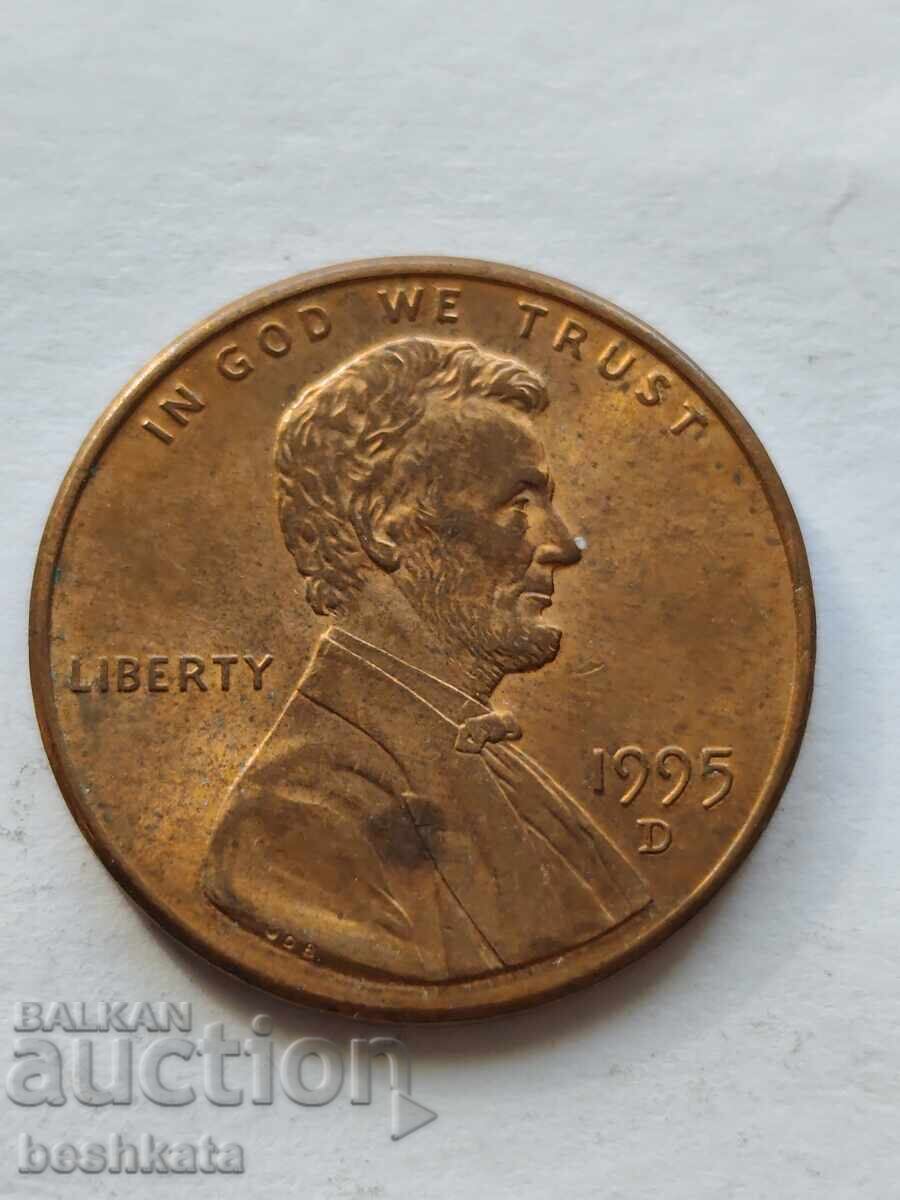 IN GOD WE TRUST
LIBERTY
1995
D
BALKAN
auction
beshkata